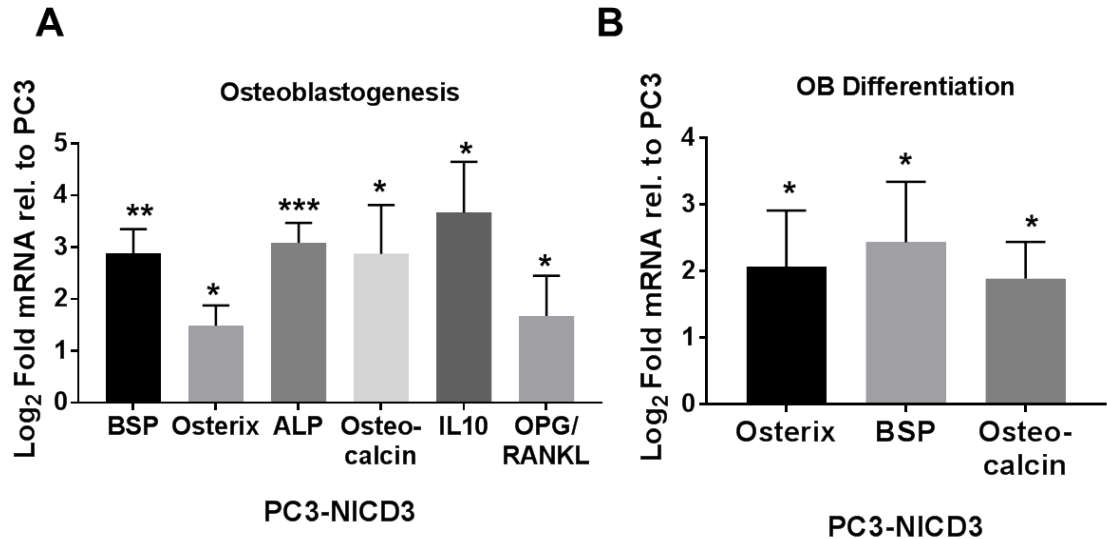 A
Osteoblastogenesis
Log2 Fold mRNA rel. to PC3
5
4
3
2
1
0
**
*
***
*
*
*
BSP Osterix ALP Osteo- IL10 OPG/
calcin RANKL
PC3-NICD3
B
OB Differentiation
Log2 Fold mRNA rel. to PC3
4
3
2
1
0
*
*
*
Osterix BSP Osteo-
calcin
PC3-NICD3